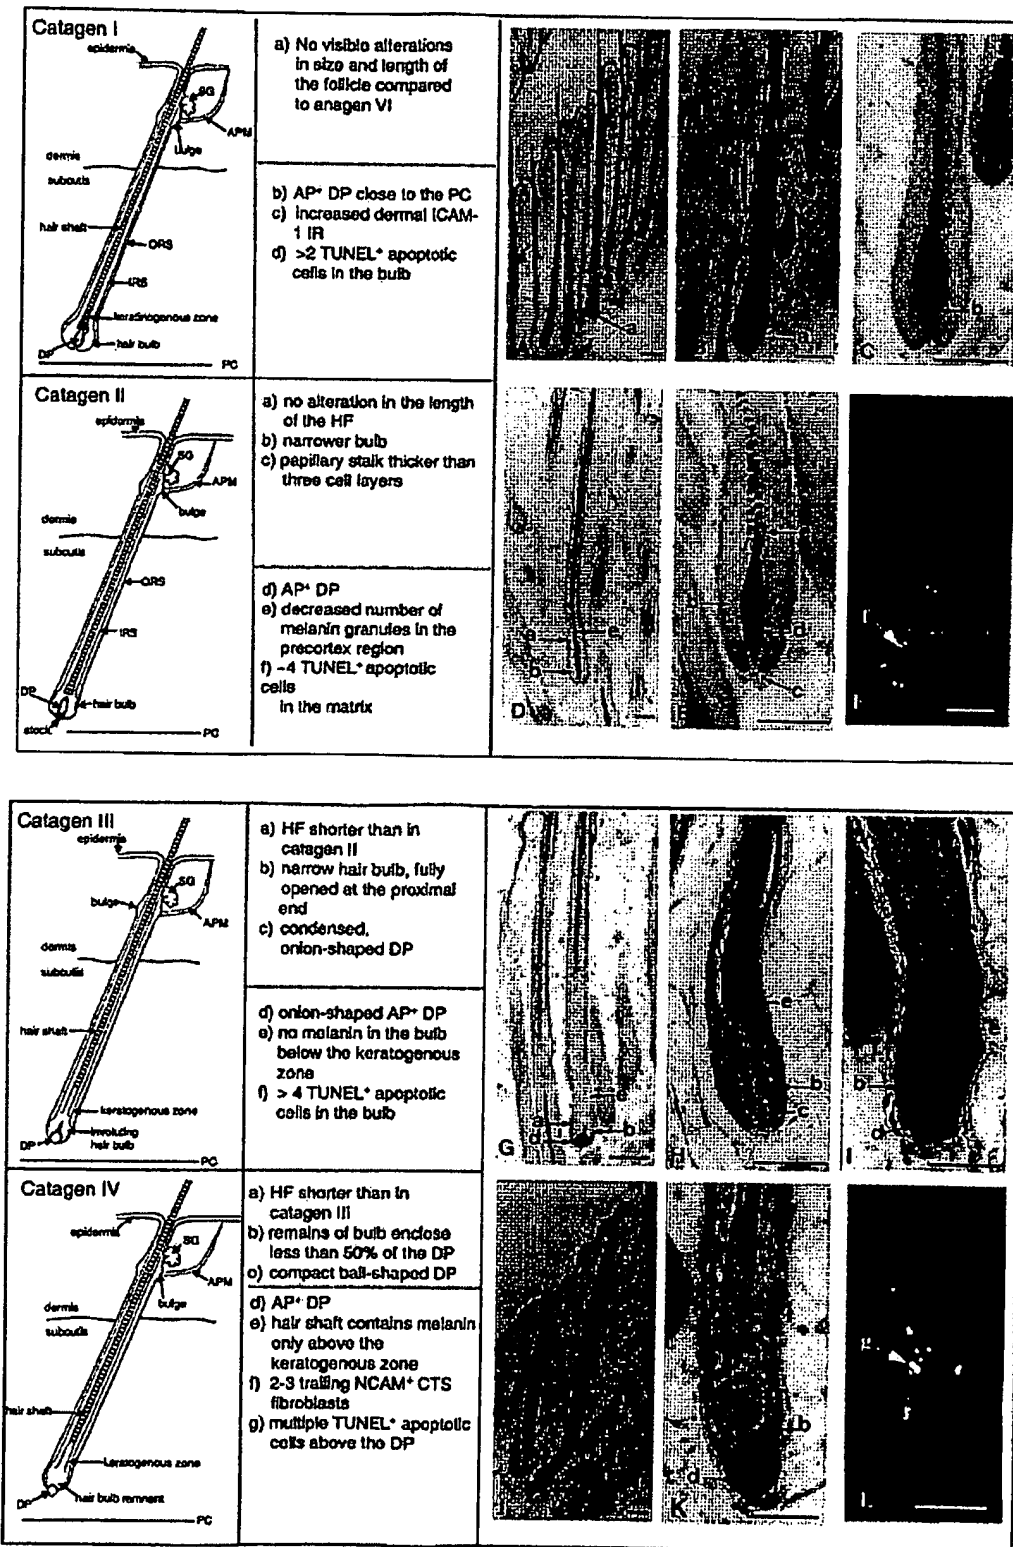 Catagen I
epidermis
SG
APM
bulge
dermis
subcutis
hair shaft
ORS
IRS
keratinogenous zone
DP
hair bulb
PC
a) No visible alterations
in size and length of
the follicle compared
to anagen VI
b) AP+ DP close to the PC
c) increased dermal ICAM-
1 IR
d) >2 TUNEL+ apoptotic
cells in the bulb
A
a
a
C
b
Catagen II
epidermis
SG
APM
bulge
dermis
subcutis
ORS
IRS
DP
hair bulb
stock
PC
a) no alteration in the length
of the HF
b) narrower bulb
c) papillary stalk thicker than
three cell layers
d) AP+ DP
e) decreased number of
melanin granules in the
precortex region
f) ~4 TUNEL+ apoptotic
cells
in the matrix
D
e
b
d
c
f
Catagen III
epidermis
SG
bulge
APM
dermis
subcutis
hair shaft
keratogenous zone
involuting
hair bulb
DP
PC
a) HF shorter than in
catagen II
b) narrow hair bulb, fully
opened at the proximal
end
c) condensed,
onion-shaped DP
d) onion-shaped AP+ DP
e) no melanin in the bulb
below the keratogenous
zone
f) > 4 TUNEL+ apoptotic
cells in the bulb
G
a
d
b
H
e
b
c
I
b
d
Catagen IV
epidermis
SG
APM
bulge
dermis
subcutis
hair shaft
Keratogenous zone
DP
hair bulb remnant
PC
a) HF shorter than in
catagen III
b) remains of bulb enclose
less than 50% of the DP
c) compact ball-shaped DP
d) AP+ DP
e) hair shaft contains melanin
only above the
keratogenous zone
f) 2-3 trailing NCAM+ CTS
fibroblasts
g) multiple TUNEL+ apoptotic
cells above the DP
K
b
d
g
L